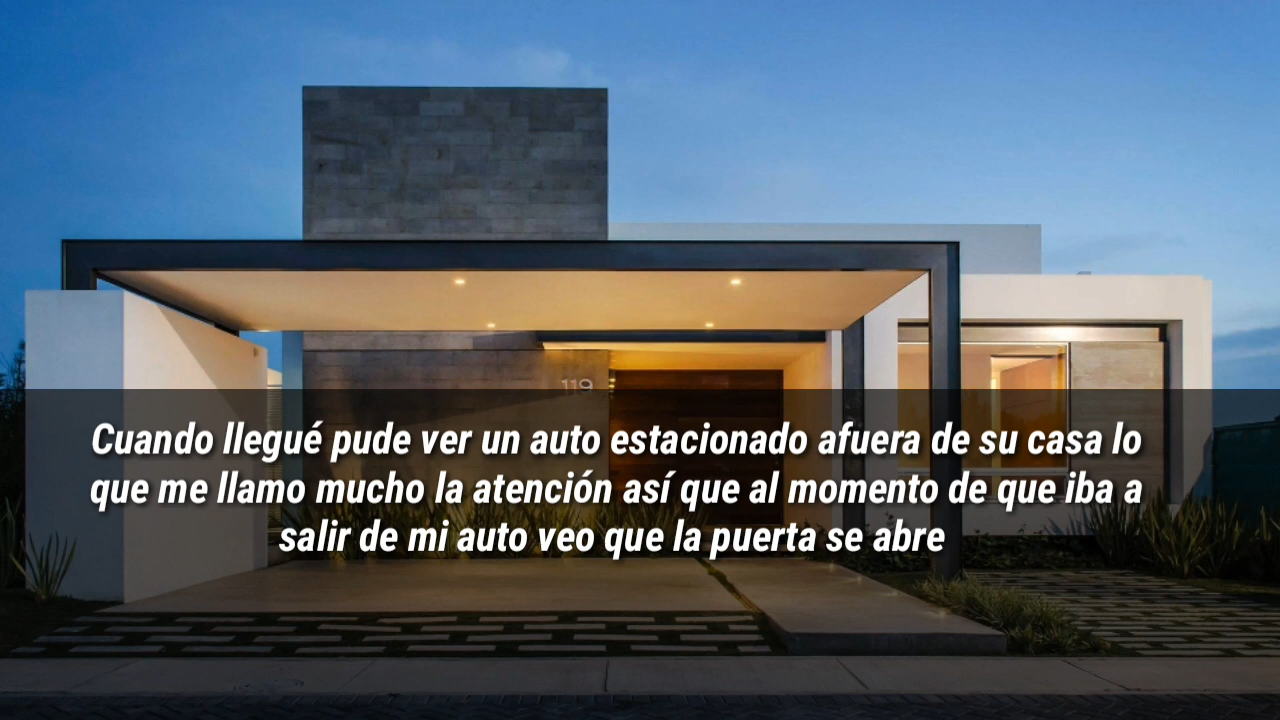 119
Cuando llegué pude ver un auto estacionado afuera de su casa lo
que me llamo mucho la atención así que al momento de que iba a
salir de mi auto veo que la puerta se abre